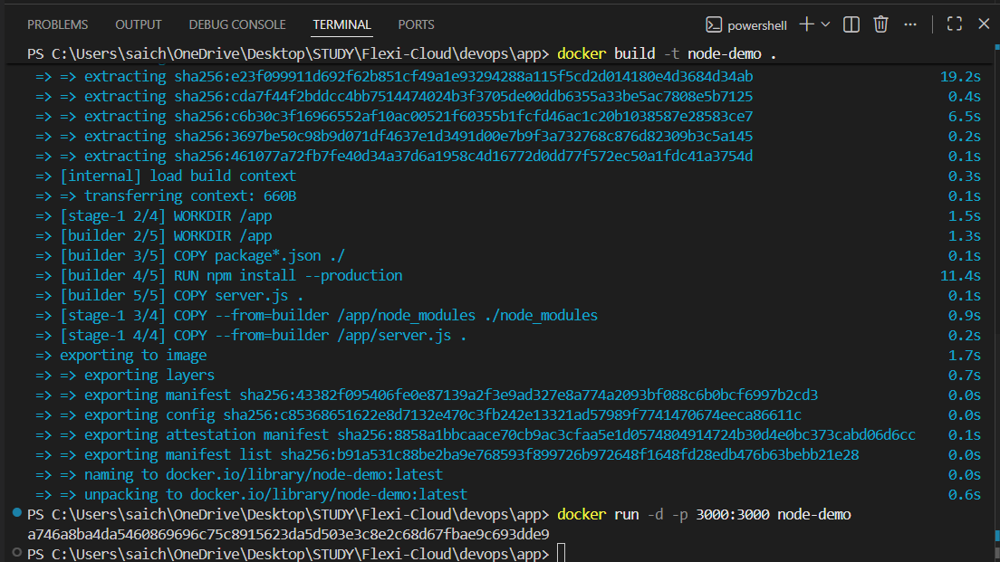 PROBLEMS OUTPUT DEBUG CONSOLE TERMINAL PORTS powershell
PS C:\Users\saich\OneDrive\Desktop\STUDY\Flexi-Cloud\devops\app> docker build -t node-demo .
=> => extracting sha256:e23f099911d692f62b851cf49a1e93294288a115f5cd2d014180e4d3684d34ab 19.2s
=> => extracting sha256:cda7f44f2bddcc4bb7514474024b3f3705de00ddb6355a33be5ac7808e5b7125 0.4s
=> => extracting sha256:c6b30c3f16966552af10ac00521f60355b1fcfd46ac1c20b1038587e28583ce7 6.5s
=> => extracting sha256:3697be50c98b9d071df4637e1d3491d00e7b9f3a732768c876d82309b3c5a145 0.2s
=> => extracting sha256:461077a72fb7fe40d34a37d6a1958c4d16772d0dd77f572ec50a1fdc41a3754d 0.1s
=> [internal] load build context 0.3s
=> => transferring context: 660B 0.1s
=> [stage-1 2/4] WORKDIR /app 1.5s
=> [builder 2/5] WORKDIR /app 1.3s
=> [builder 3/5] COPY package*.json ./ 0.1s
=> [builder 4/5] RUN npm install --production 11.4s
=> [builder 5/5] COPY server.js . 0.1s
=> [stage-1 3/4] COPY --from=builder /app/node_modules ./node_modules 0.9s
=> [stage-1 4/4] COPY --from=builder /app/server.js . 0.2s
=> exporting to image 1.7s
=> => exporting layers 0.7s
=> => exporting manifest sha256:43382f095406fe0e87139a2f3e9ad327e8a774a2093bf088c6b0bcf6997b2cd3 0.0s
=> => exporting config sha256:c85368651622e8d7132e470c3fb242e13321ad57989f7741470674eeca86611c 0.0s
=> => exporting attestation manifest sha256:8858a1bbcaace70cb9ac3cfaa5e1d0574804914724b30d4e0bc373cabd06d6cc 0.1s
=> => exporting manifest list sha256:b91a531c88be2ba9e768593f899726b972648f1648fd28edb476b63bebb21e28 0.0s
=> => naming to docker.io/library/node-demo:latest 0.0s
=> => unpacking to docker.io/library/node-demo:latest 0.6s
PS C:\Users\saich\OneDrive\Desktop\STUDY\Flexi-Cloud\devops\app> docker run -d -p 3000:3000 node-demo
a746a8ba4da5460869696c75c8915623da5d503e3c8e2c68d67fbae9c693dde9
PS C:\Users\saich\OneDrive\Desktop\STUDY\Flexi-Cloud\devops\app>